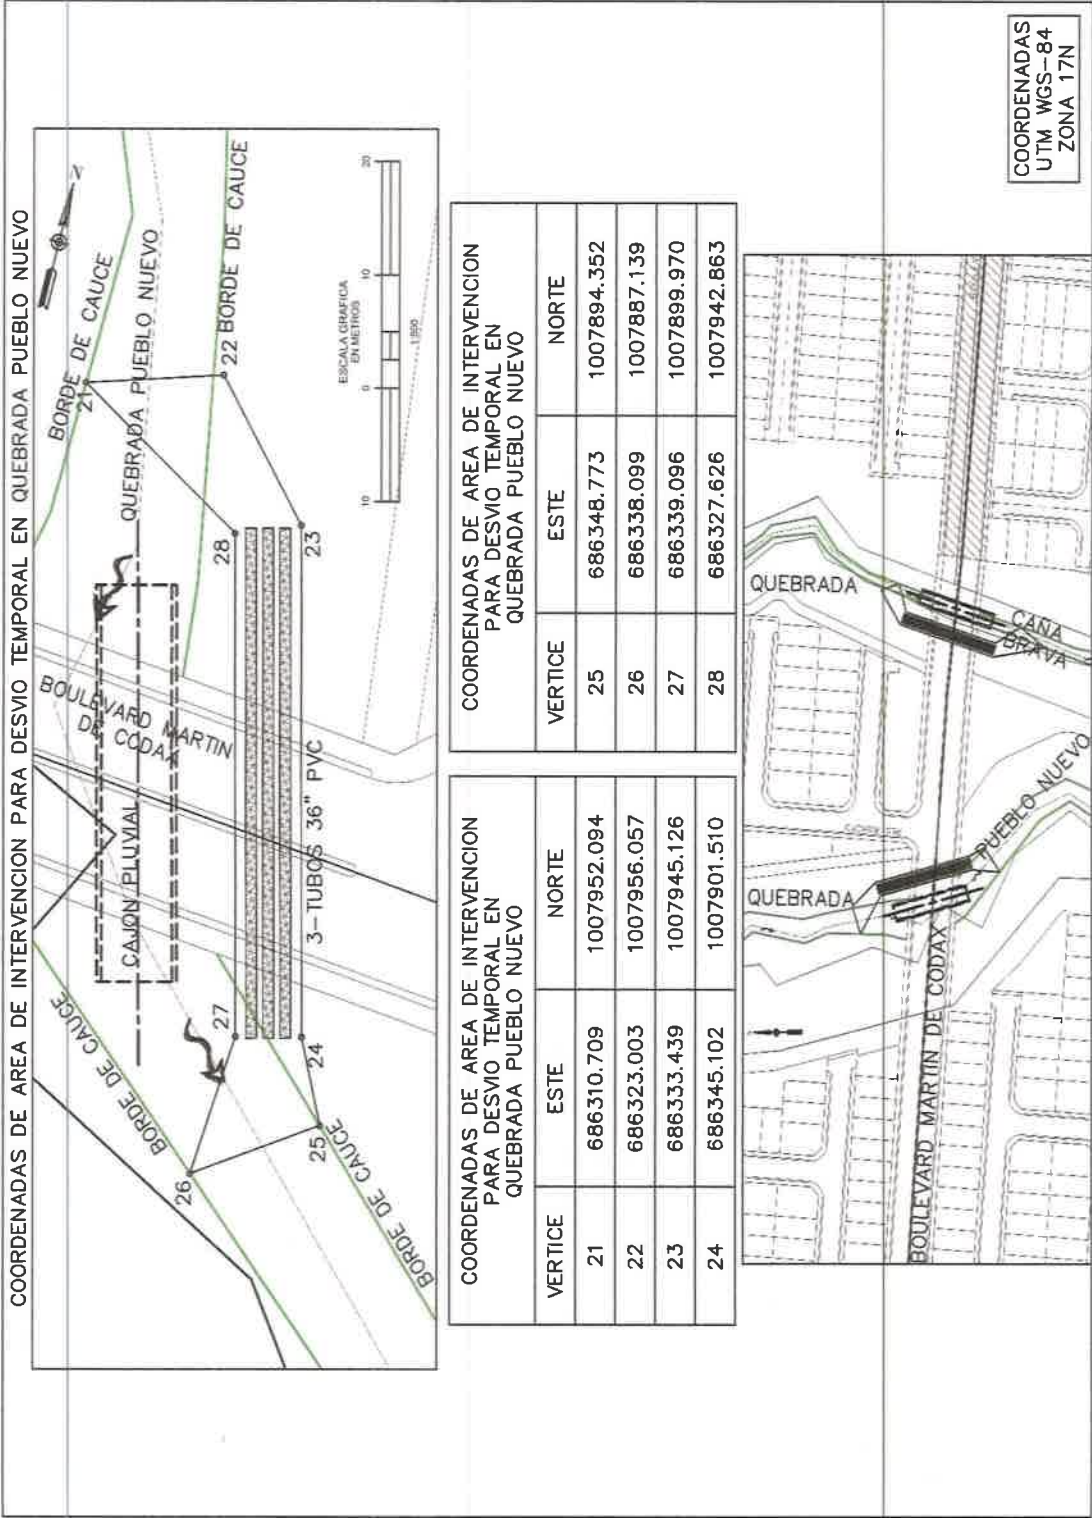 COORDENADAS DE AREA DE INTERVENCION PARA DESVIO TEMPORAL EN QUEBRADA PUEBLO NUEVO
BORDE DE CAUCE
21
N
QUEBRADA PUEBLO NUEVO
22 BORDE DE CAUCE
28
23
BOULEVARD MARTIN
DE CODAX
CAJON PLUVIAL
3-TUBOS 36" PVC
27
24
BORDE DE CAUCE
26
25
BORDE DE CAUCE
ESCALA GRAFICA
EN METROS
10 0 10 20
COORDENADAS DE AREA DE INTERVENCION
PARA DESVIO TEMPORAL EN
QUEBRADA PUEBLO NUEVO
VERTICE ESTE NORTE
21 686310.709 1007952.094
22 686323.003 1007956.057
23 686333.439 1007945.126
24 686345.102 1007901.510
COORDENADAS DE AREA DE INTERVENCION
PARA DESVIO TEMPORAL EN
QUEBRADA PUEBLO NUEVO
VERTICE ESTE NORTE
25 686348.773 1007894.352
26 686338.099 1007887.139
27 686339.096 1007899.970
28 686327.626 1007942.863
QUEBRADA
PUEBLO NUEVO
QUEBRADA
CAÑA
BRAVA
BOULEVARD MARTIN DE CODAX
COORDENADAS
UTM WGS-84
ZONA 17N